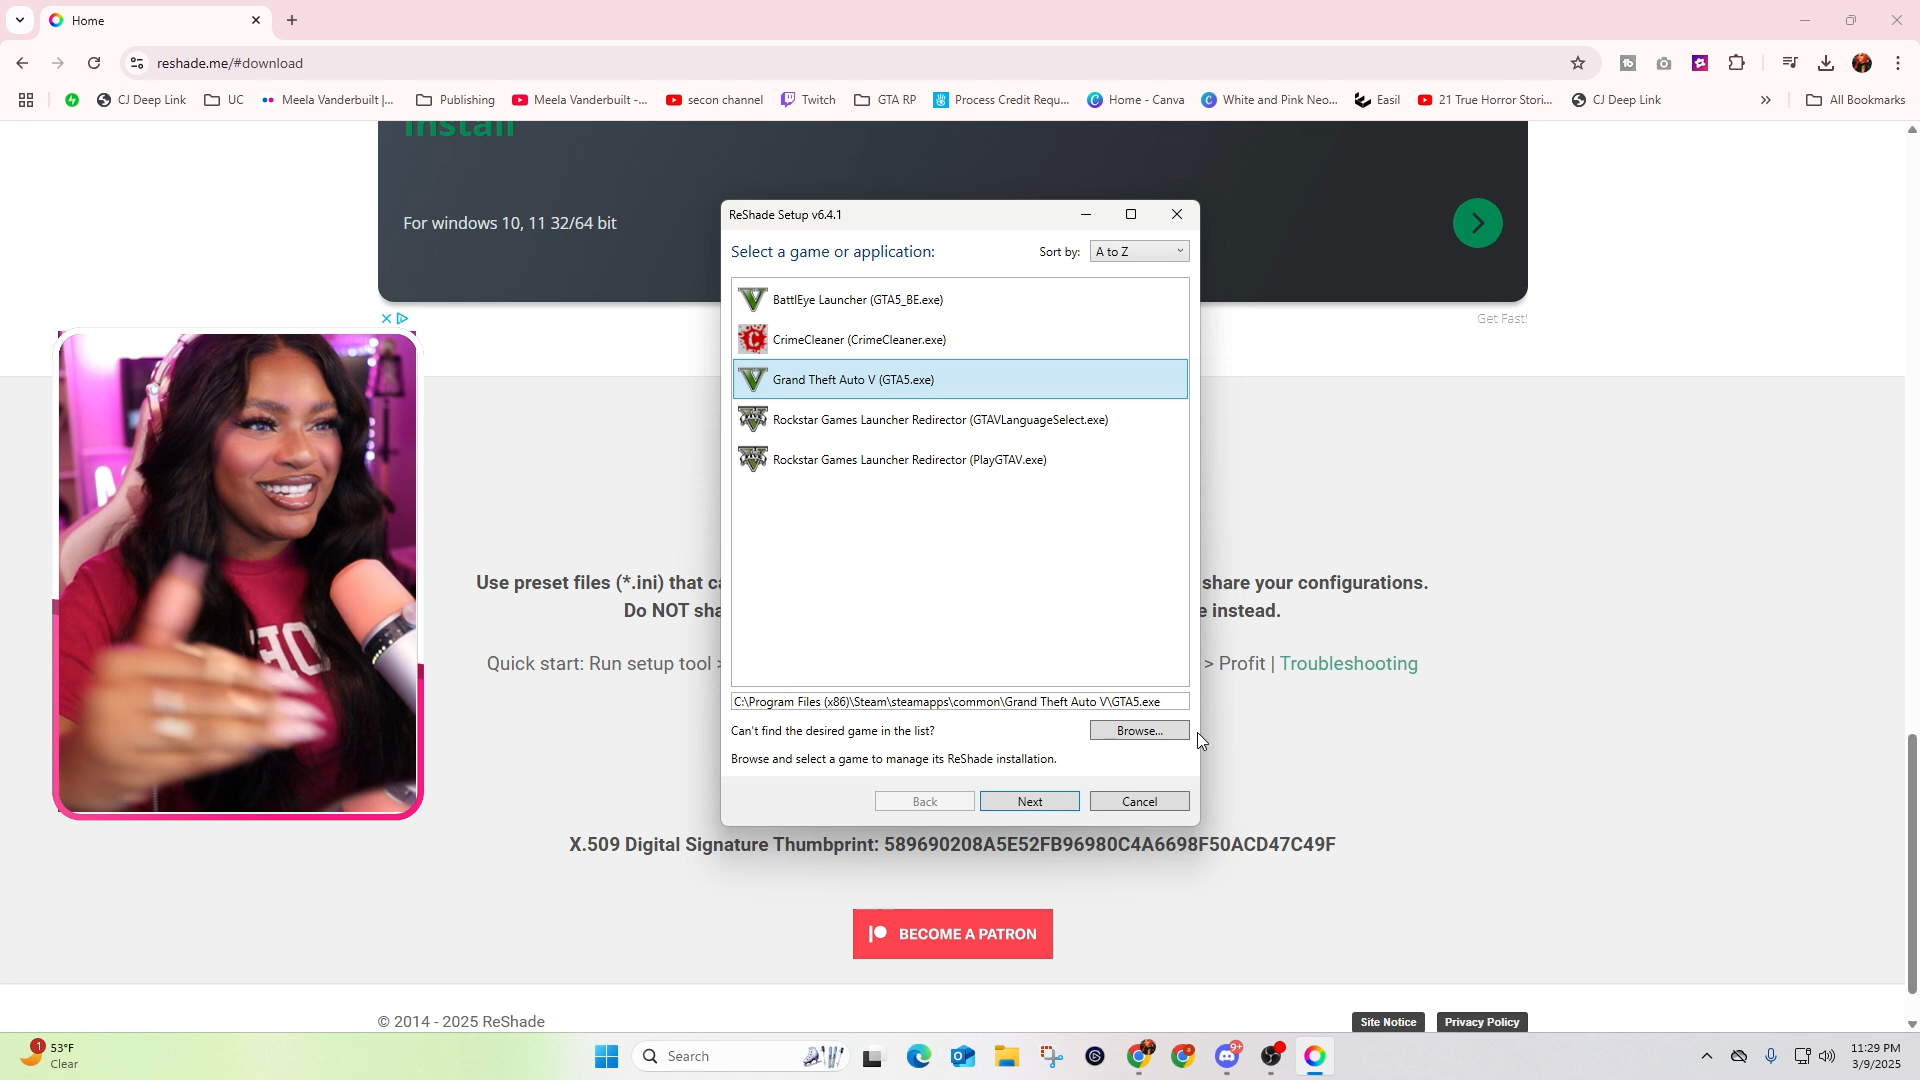 Home
reshade.me/#download
CJ Deep Link
UC
Meela Vanderbuilt |...
Publishing
Meela Vanderbuilt -...
secon channel
Twitch
GTA RP
Process Credit Requ...
Home - Canva
White and Pink Neo...
Easil
21 True Horror Stori...
CJ Deep Link
All Bookmarks
Install
For windows 10, 11 32/64 bit
Get Fast!
ReShade Setup v6.4.1
Select a game or application:
Sort by:
A to Z
BattlEye Launcher (GTA5_BE.exe)
CrimeCleaner (CrimeCleaner.exe)
Grand Theft Auto V (GTA5.exe)
Rockstar Games Launcher Redirector (GTAVLanguageSelect.exe)
Rockstar Games Launcher Redirector (PlayGTAV.exe)
C:\Program Files (x86)\Steam\steamapps\common\Grand Theft Auto V\GTA5.exe
Can't find the desired game in the list?
Browse...
Browse and select a game to manage its ReShade installation.
Back
Next
Cancel
Use preset files (*.ini) that
share your configurations.
Do NOT
instead.
Quick start: Run setup tool >
> Profit | Troubleshooting
X.509 Digital Signature Thumbprint: 589690208A5E52FB96980C4A6698F50ACD47C49F
BECOME A PATRON
© 2014 - 2025 ReShade
Site Notice
Privacy Policy
1
53°F
Clear
Search
9+
11:29 PM
3/9/2025